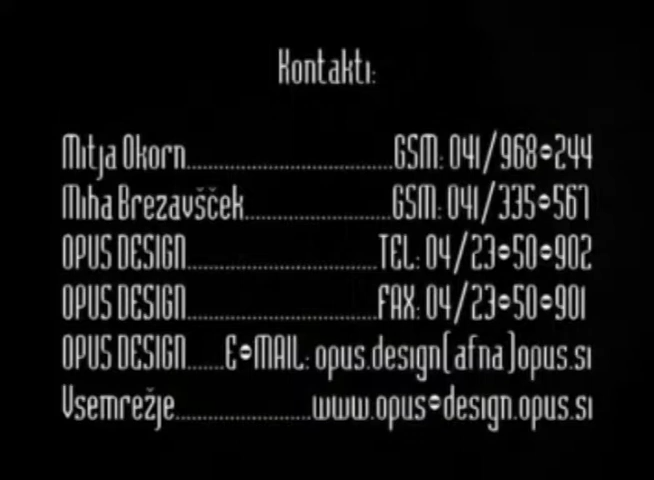 Kontakti:
Mitja Okorn.........................................GSM: 041/968-244
Miha Brezavšček.............................GSM: 041/335-567
OPUS DESIGN......................................TEL: 04/23-50-902
OPUS DESIGN......................................FAX: 04/23-50-901
OPUS DESIGN.......E-MAIL: opus.design(afna)opus.si
Vsemrežje...........................www.opus-design.opus.si